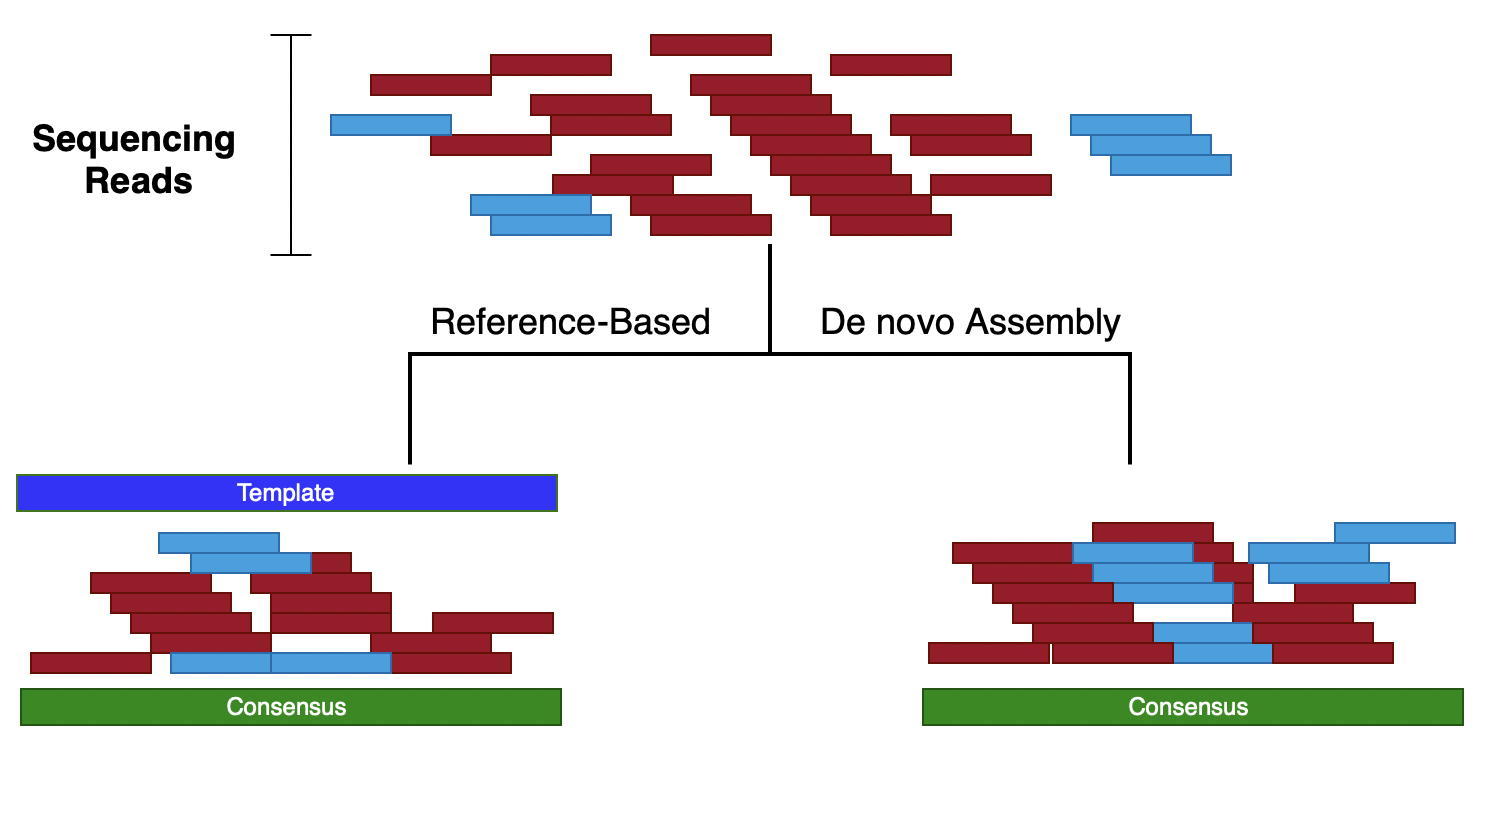 Sequencing
Reads
Reference-Based
De novo Assembly
Template
Consensus
Consensus